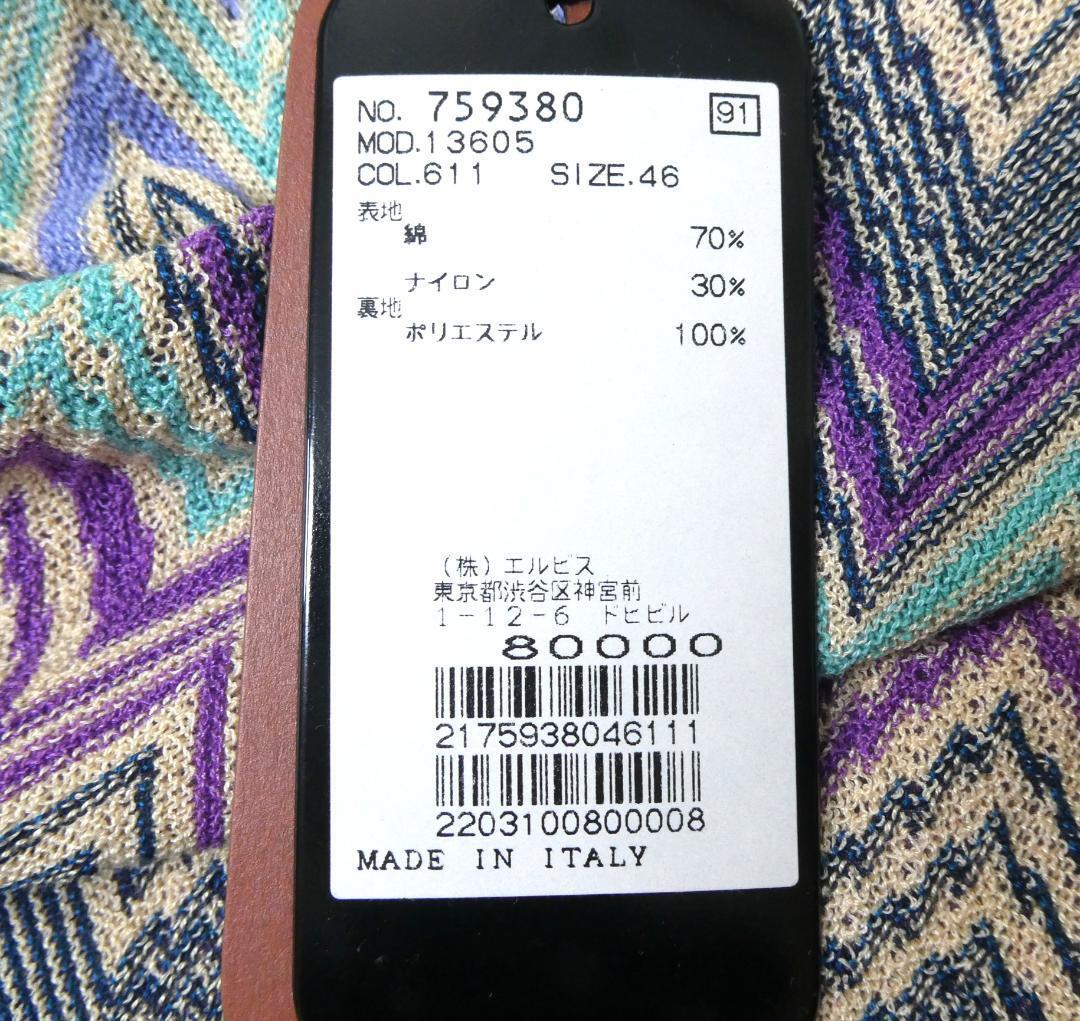 NO. 759380 91
MOD.13605
COL.611 SIZE.46
表地
綿 70%
ナイロン 30%
裏地
ポリエステル 100%
（株）エルビス
東京都渋谷区神宮前
1－12－6 ドヒビル
80000
2175938046111
2203100800008
MADE IN ITALY